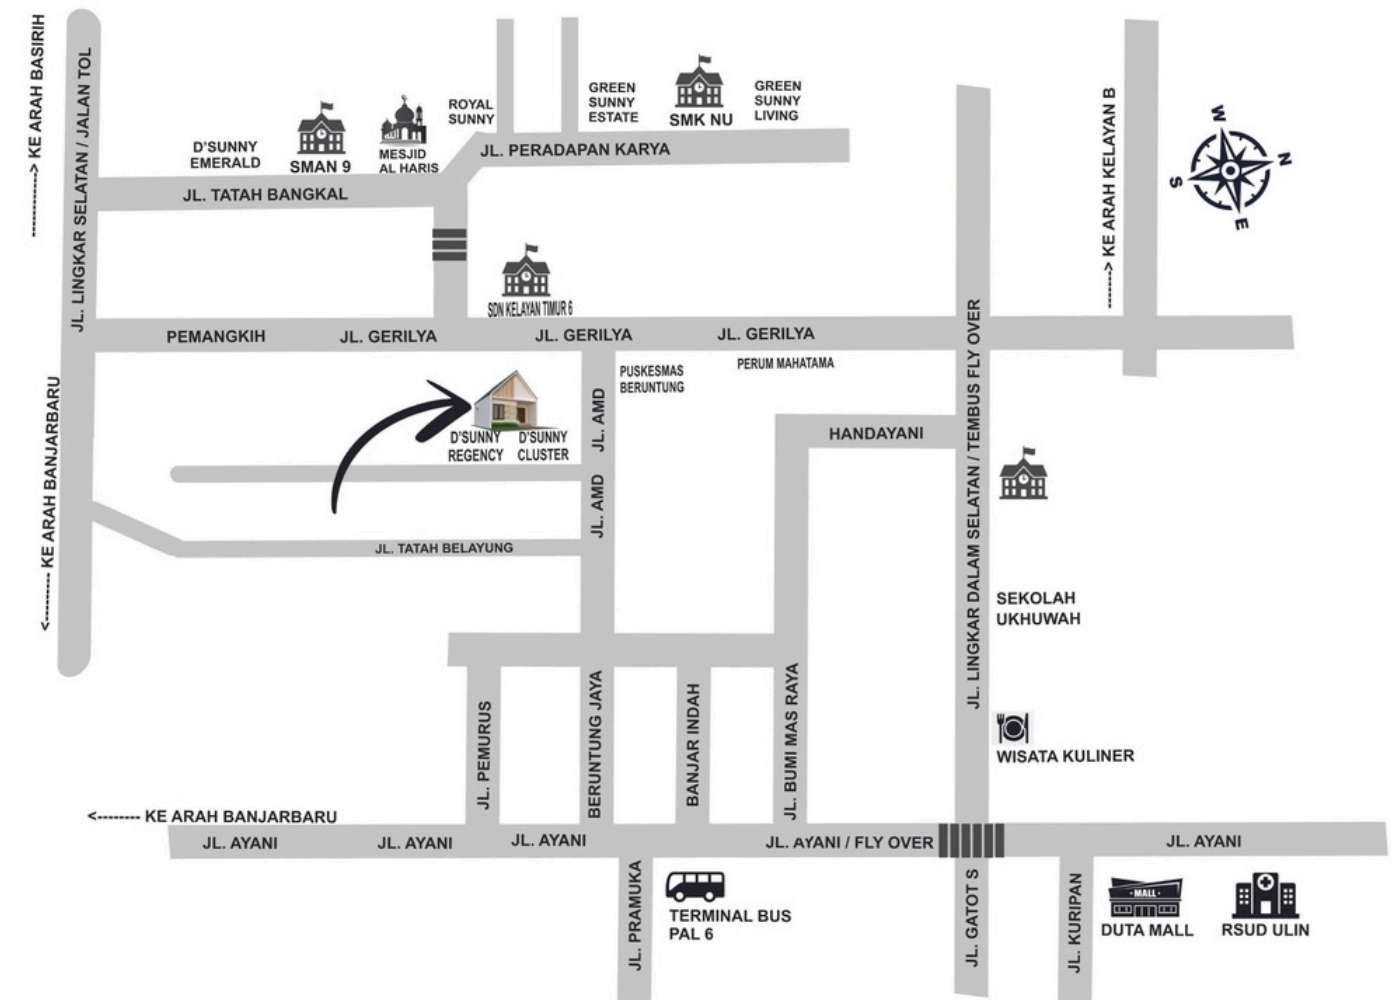 -----------> KE ARAH BASIRIH
JL. LINGKAR SELATAN / JALAN TOL
<-------- KE ARAH BANJARBARU
D'SUNNY
EMERALD
SMAN 9
MESJID
AL HARIS
ROYAL
SUNNY
GREEN
SUNNY
ESTATE
SMK NU
GREEN
SUNNY
LIVING
JL. PERADAPAN KARYA
JL. TATAH BANGKAL
SDN KELAYAN TIMUR 6
PEMANGKIH
JL. GERILYA
JL. GERILYA
JL. GERILYA
PUSKESMAS
BERUNTUNG
PERUM MAHATAMA
D'SUNNY
REGENCY
D'SUNNY
CLUSTER
JL. AMD
JL. AMD
JL. TATAH BELAYUNG
HANDAYANI
JL. LINGKAR DALAM SELATAN / TEMBUS FLY OVER
------> KE ARAH KELAYAN B
W
N
S
E
SEKOLAH
UKHUWAH
WISATA KULINER
JL. PEMURUS
BERUNTUNG JAYA
BANJAR INDAH
JL. BUMI MAS RAYA
<-------- KE ARAH BANJARBARU
JL. AYANI
JL. AYANI
JL. AYANI
JL. AYANI / FLY OVER
JL. AYANI
JL. PRAMUKA
TERMINAL BUS
PAL 6
JL. GATOT S
JL. KURIPAN
MALL
DUTA MALL
RSUD ULIN